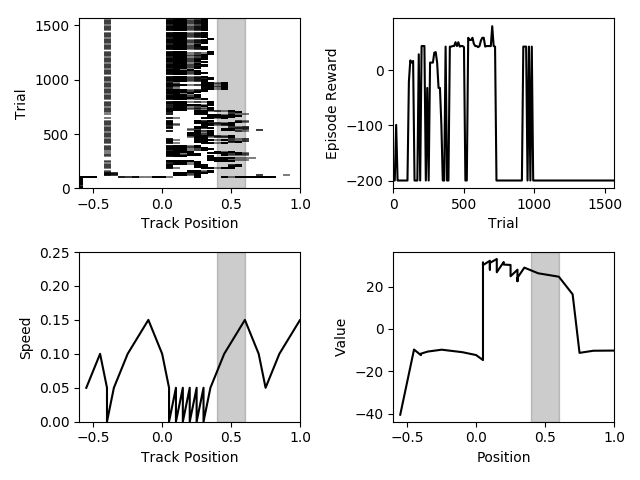 1500
1000
500
0
Trial
−0.5 0.0 0.5 1.0
Track Position
0
−100
−200
Episode Reward
0 500 1000 1500
Trial
0.25
0.20
0.15
0.10
0.05
0.00
Speed
−0.5 0.0 0.5 1.0
Track Position
20
0
−20
−40
Value
−0.5 0.0 0.5 1.0
Position